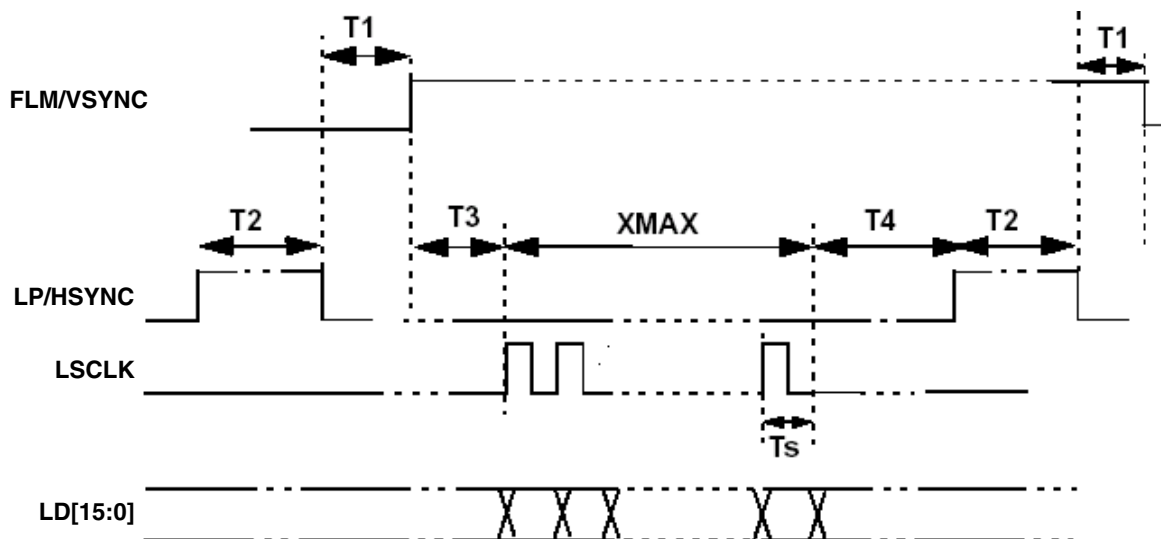 T1
T1
FLM/VSYNC
T2
T3
XMAX
T4
T2
LP/HSYNC
LSCLK
Ts
LD[15:0]